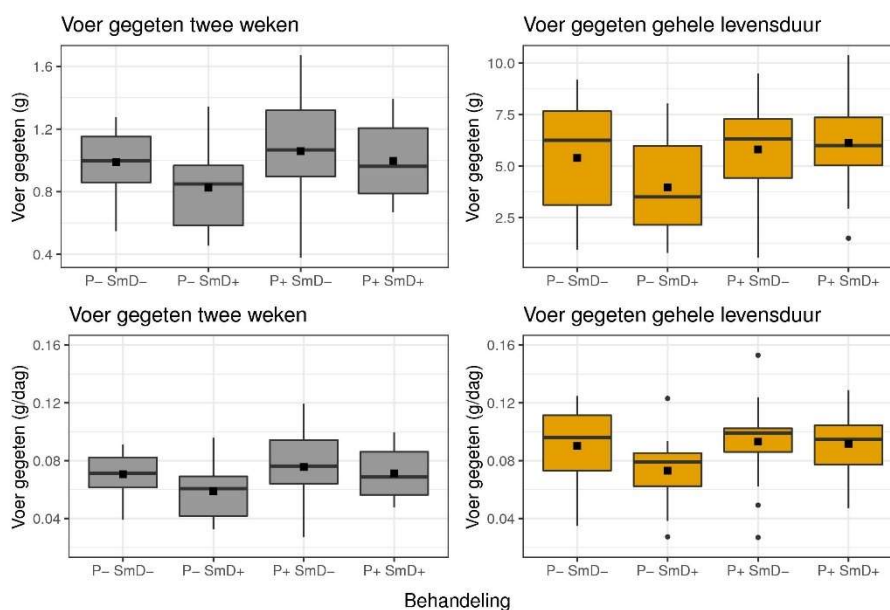 Voer gegeten twee weken
Voer gegeten (g)
1.6
1.2
0.8
0.4
P− SmD− P− SmD+ P+ SmD− P+ SmD+
Voer gegeten gehele levensduur
Voer gegeten (g)
10.0
7.5
5.0
2.5
P− SmD− P− SmD+ P+ SmD− P+ SmD+
Voer gegeten twee weken
Voer gegeten (g/dag)
0.16
0.12
0.08
0.04
P− SmD− P− SmD+ P+ SmD− P+ SmD+
Voer gegeten gehele levensduur
Voer gegeten (g/dag)
0.16
0.12
0.08
0.04
P− SmD− P− SmD+ P+ SmD− P+ SmD+
Behandeling